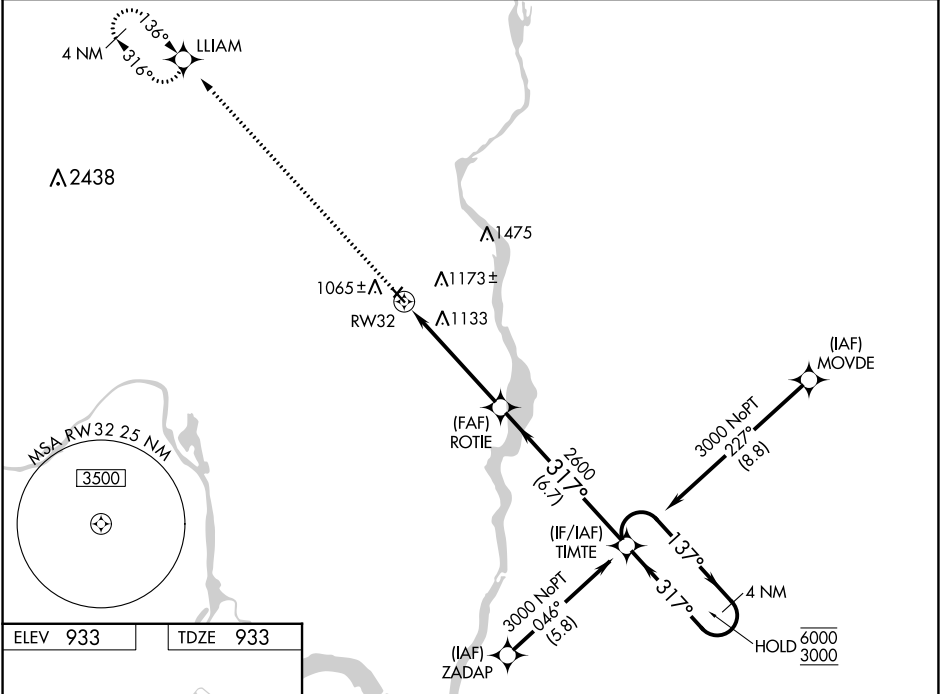 136°
316°
4 NM
LLIAM
2438
1475
1173±
1065±
1133
RW32
(IAF)
MOVDE
3000 NoPT
227°
(8.8)
(FAF)
ROTIE
2600
317°
(6.7)
MSA RW32 25 NM
3500
(IF/IAF)
TIMTE
137°
317°
4 NM
HOLD 6000
3000
3000 NoPT
046°
(5.8)
(IAF)
ZADAP
ELEV 933
TDZE 933